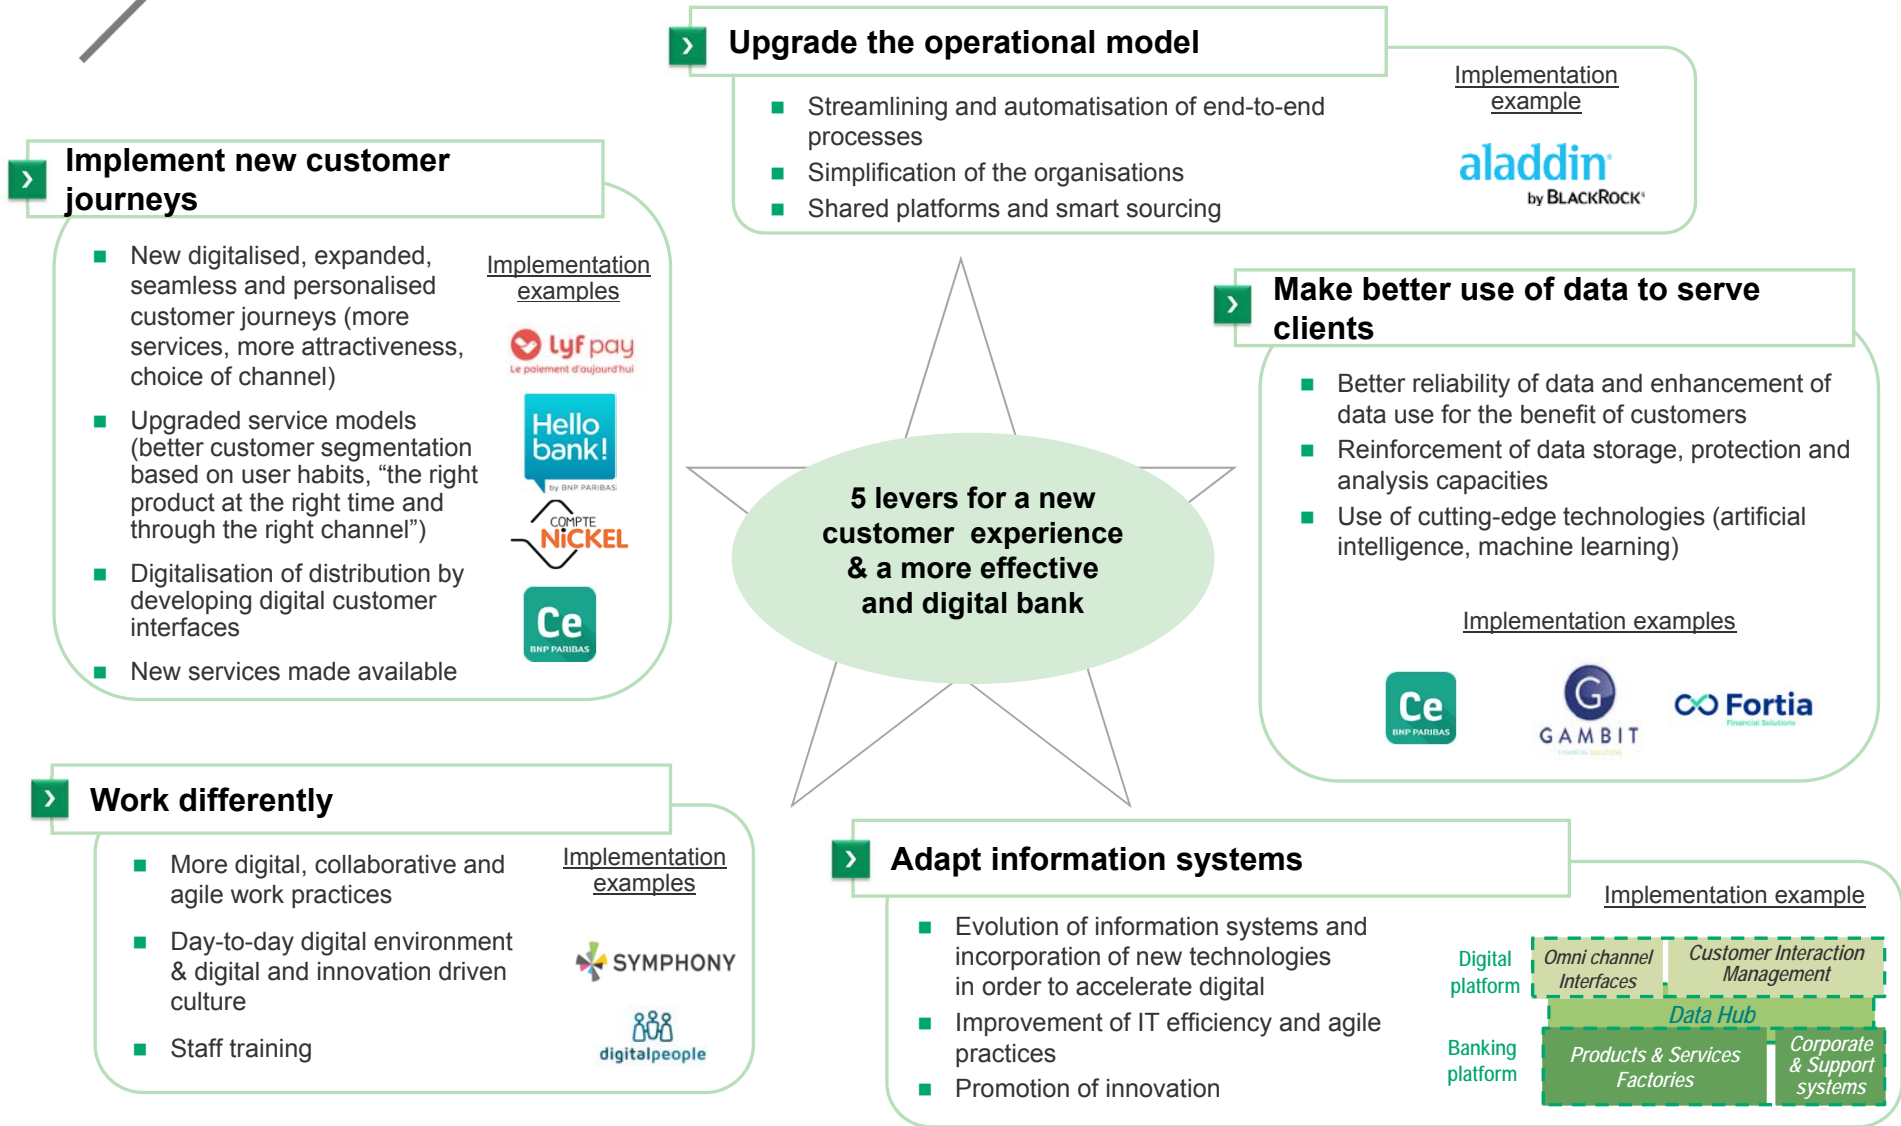 Upgrade the operational model
Streamlining and automatisation of end-to-end
processes
Simplification of the organisations
Shared platforms and smart sourcing
Implementation
example
aladdin
by BLACKROCK
Implement new customer
journeys
New digitalised, expanded,
seamless and personalised
customer journeys (more
services, more attractiveness,
choice of channel)
Upgraded service models
(better customer segmentation
based on user habits, “the right
product at the right time and
through the right channel”)
Digitalisation of distribution by
developing digital customer
interfaces
New services made available
Implementation
examples
Lyf pay
Le paiement d'aujourd'hui
Hello
bank!
by BNP PARIBAS
COMPTE
NiCKEL
Ce
BNP PARIBAS
Make better use of data to serve
clients
Better reliability of data and enhancement of
data use for the benefit of customers
Reinforcement of data storage, protection and
analysis capacities
Use of cutting-edge technologies (artificial
intelligence, machine learning)
Implementation examples
Ce
BNP PARIBAS
G
GAMBIT
FINANCIAL SOLUTIONS
Fortia
Financial Solutions
5 levers for a new
customer experience
& a more effective
and digital bank
Work differently
More digital, collaborative and
agile work practices
Day-to-day digital environment
& digital and innovation driven
culture
Staff training
Implementation
examples
SYMPHONY
digitalpeople
Adapt information systems
Evolution of information systems and
incorporation of new technologies
in order to accelerate digital
Improvement of IT efficiency and agile
practices
Promotion of innovation
Implementation example
Digital
platform
Omni channel
Interfaces
Customer Interaction
Management
Data Hub
Banking
platform
Products & Services
Factories
Corporate
& Support
systems